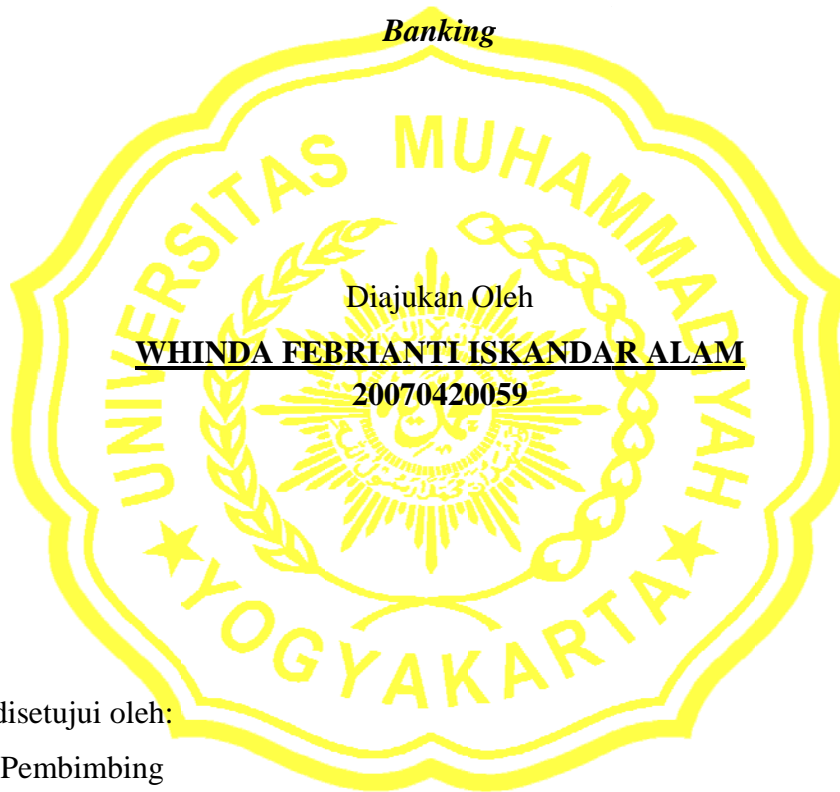 Banking
UNIVERSITAS MUHAMMADIYAH
Diajukan Oleh
WHINDA FEBRIANTI ISKANDAR ALAM
20070420059
YOGYAKARTA
disetujui oleh:
Pembimbing